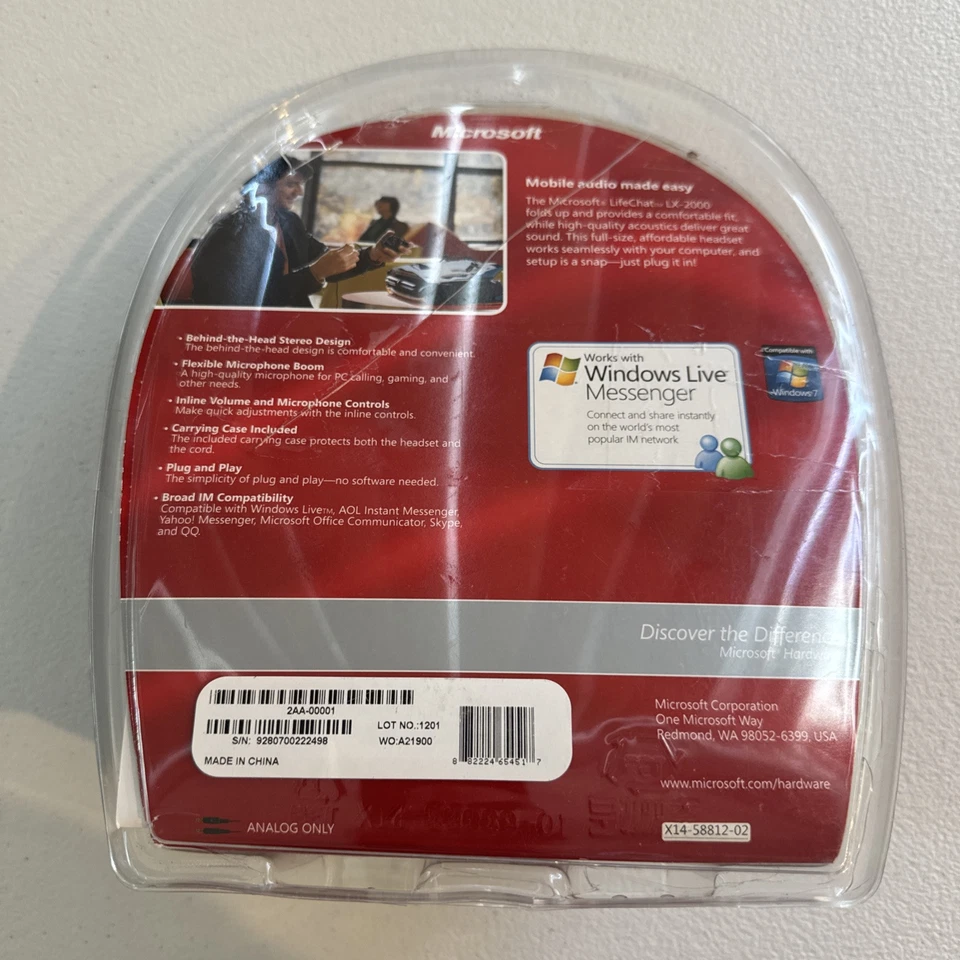 Microsoft
Mobile audio made easy
The Microsoft® LifeChat™ LX-2000
folds up and provides a comfortable fit,
while high-quality acoustics deliver great
sound. This full-size, affordable headset
works seamlessly with your computer, and
setup is a snap—just plug it in!
• Behind-the-Head Stereo Design
The behind-the-head design is comfortable and convenient.
• Flexible Microphone Boom
A high-quality microphone for PC calling, gaming, and
other needs.
• Inline Volume and Microphone Controls
Make quick adjustments with the inline controls.
• Carrying Case Included
The included carrying case protects both the headset and
the cord.
• Plug and Play
The simplicity of plug and play—no software needed.
• Broad IM Compatibility
Compatible with Windows Live™, AOL Instant Messenger,
Yahoo! Messenger, Microsoft Office Communicator, Skype,
and QQ.
Works with
Windows Live™
Messenger
Connect and share instantly
on the world's most
popular IM network
Compatible with
Windows 7
Discover the Differenc
Microsoft® Hardwar
2AA-00001
S/N: 9280700222498
LOT NO.:1201
WO:A21900
MADE IN CHINA
8 82224 65451 7
Microsoft Corporation
One Microsoft Way
Redmond, WA 98052-6399, USA
www.microsoft.com/hardware
ANALOG ONLY
X14-58812-02